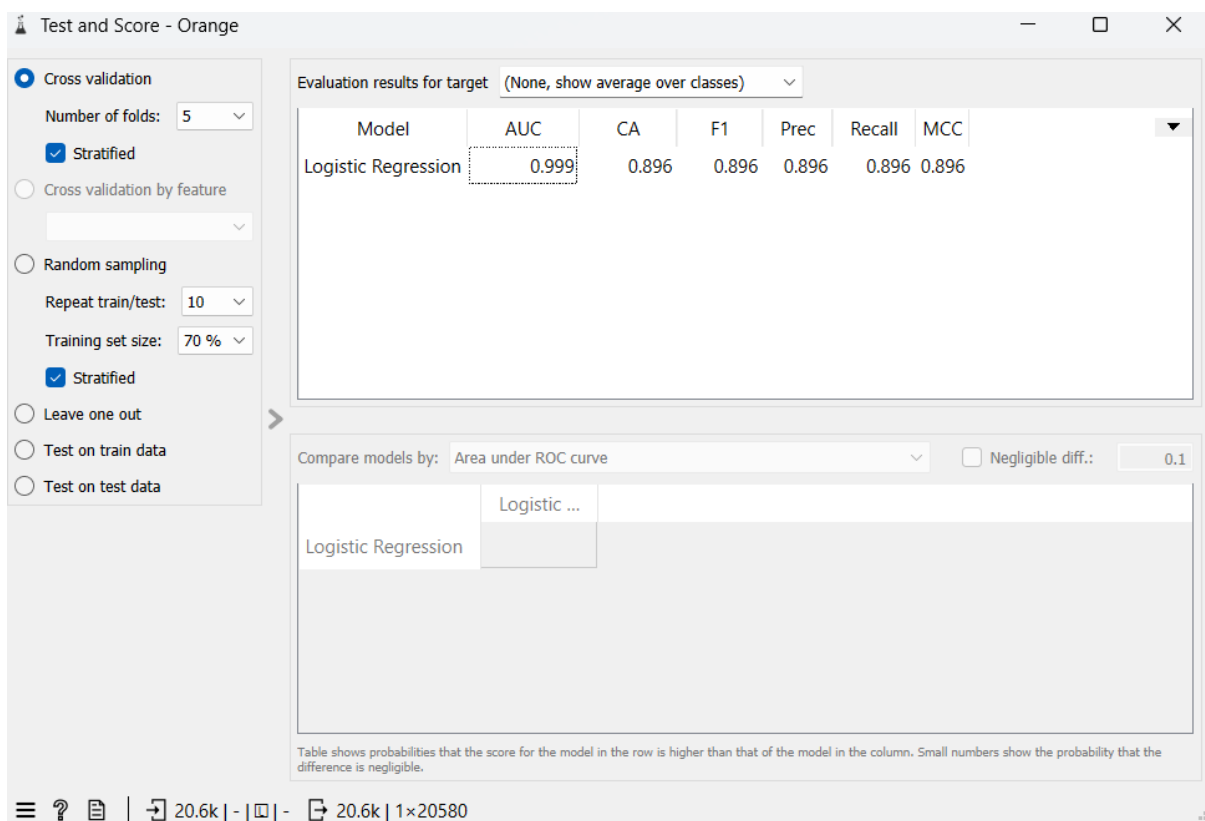 Test and Score - Orange
Cross validation
Number of folds: 5
Stratified
Cross validation by feature
Random sampling
Repeat train/test: 10
Training set size: 70 %
Stratified
Leave one out
Test on train data
Test on test data
Evaluation results for target (None, show average over classes)
Model AUC CA F1 Prec Recall MCC
Logistic Regression 0.999 0.896 0.896 0.896 0.896 0.896
Compare models by: Area under ROC curve Negligible diff.: 0.1
Logistic ...
Logistic Regression
Table shows probabilities that the score for the model in the row is higher than that of the model in the column. Small numbers show the probability that the
difference is negligible.
20.6k | - | L | - 20.6k | 1×20580